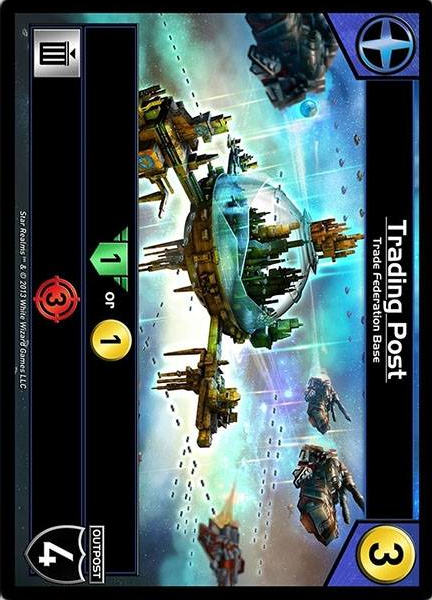 Trading Post
Trade Federation Base
3
1 or 1
3
OUTPOST
4
Star Realms™ & © 2013 White Wizard Games LLC.